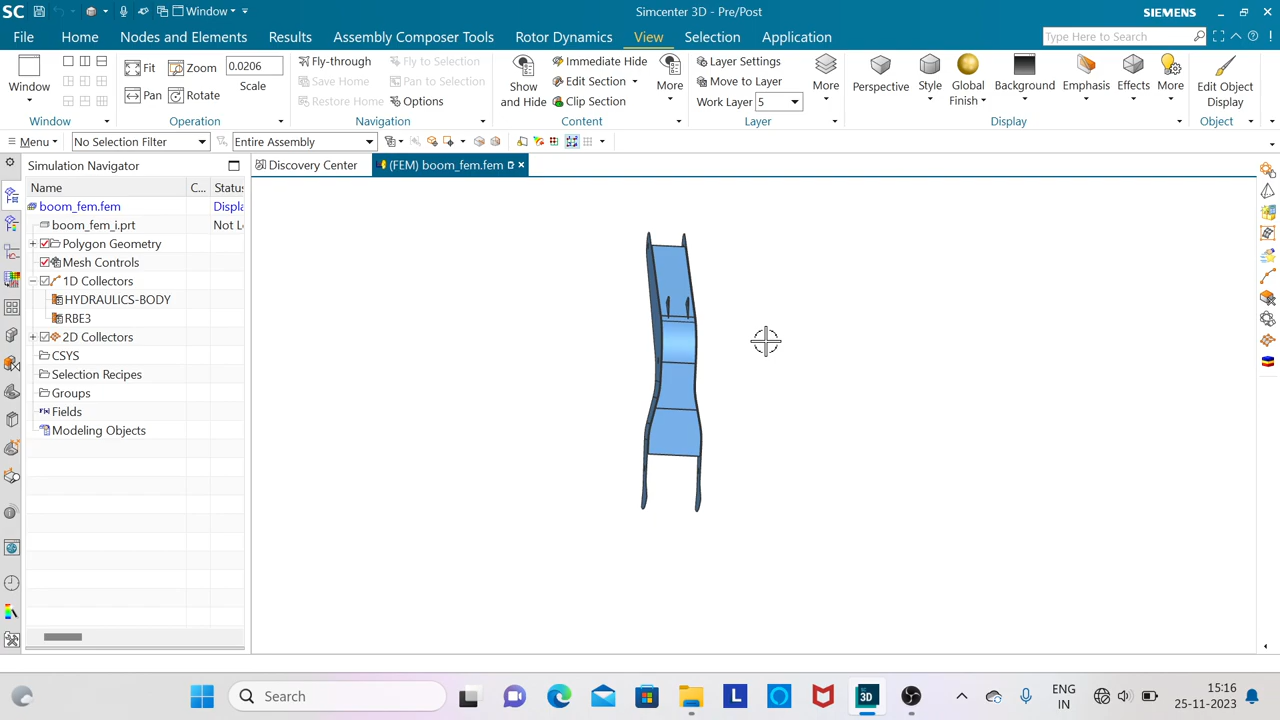 SC Window Simcenter 3D - Pre/Post SIEMENS
File Home Nodes and Elements Results Assembly Composer Tools Rotor Dynamics View Selection Application Type Here to Search
Window
Fit Zoom 0.0206
Pan Rotate Scale
Fly-through Fly to Selection
Save Home Pan to Selection
Restore Home Options
Show and Hide
Immediate Hide
Edit Section
Clip Section
More
Layer Settings
Move to Layer
Work Layer 5
More
Perspective Style Global Finish Background Emphasis Effects More
Edit Object Display
Window Operation Navigation Content Layer Display Object
Menu No Selection Filter Entire Assembly
Simulation Navigator
Discovery Center (FEM) boom_fem.fem
Name C... Status
boom_fem.fem Displa
boom_fem_i.prt Not L
Polygon Geometry
Mesh Controls
1D Collectors
HYDRAULICS-BODY
RBE3
2D Collectors
CSYS
Selection Recipes
Groups
Fields
Modeling Objects
Search
L
3D
ENG
IN
15:16
25-11-2023